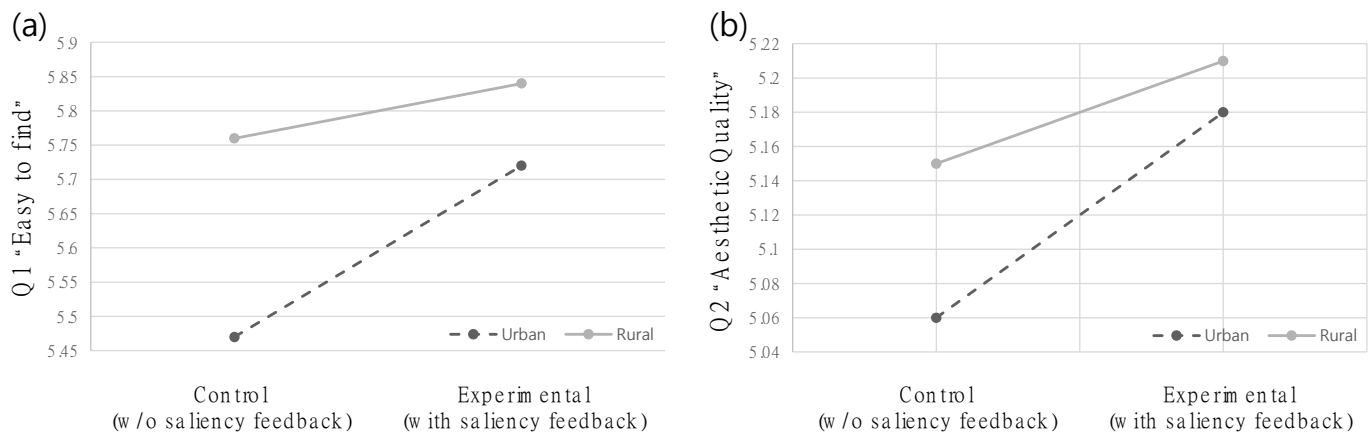 (a)
Q1 “Easy to find”
5.9
5.85
5.8
5.75
5.7
5.65
5.6
5.55
5.5
5.45
Urban
Rural
Control
(w/o saliency feedback)
Experimental
(with saliency feedback)
(b)
Q2 “Aesthetic Quality”
5.22
5.2
5.18
5.16
5.14
5.12
5.1
5.08
5.06
5.04
Urban
Rural
Control
(w/o saliency feedback)
Experimental
(with saliency feedback)